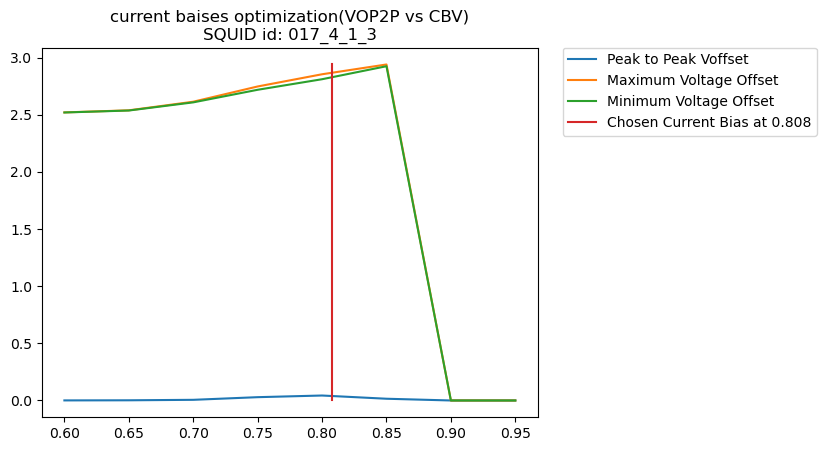 current baises optimization(VOP2P vs CBV)
SQUID id: 017_4_1_3
Peak to Peak Voffset
Maximum Voltage Offset
Minimum Voltage Offset
Chosen Current Bias at 0.808
3.0
2.5
2.0
1.5
1.0
0.5
0.0
0.60 0.65 0.70 0.75 0.80 0.85 0.90 0.95